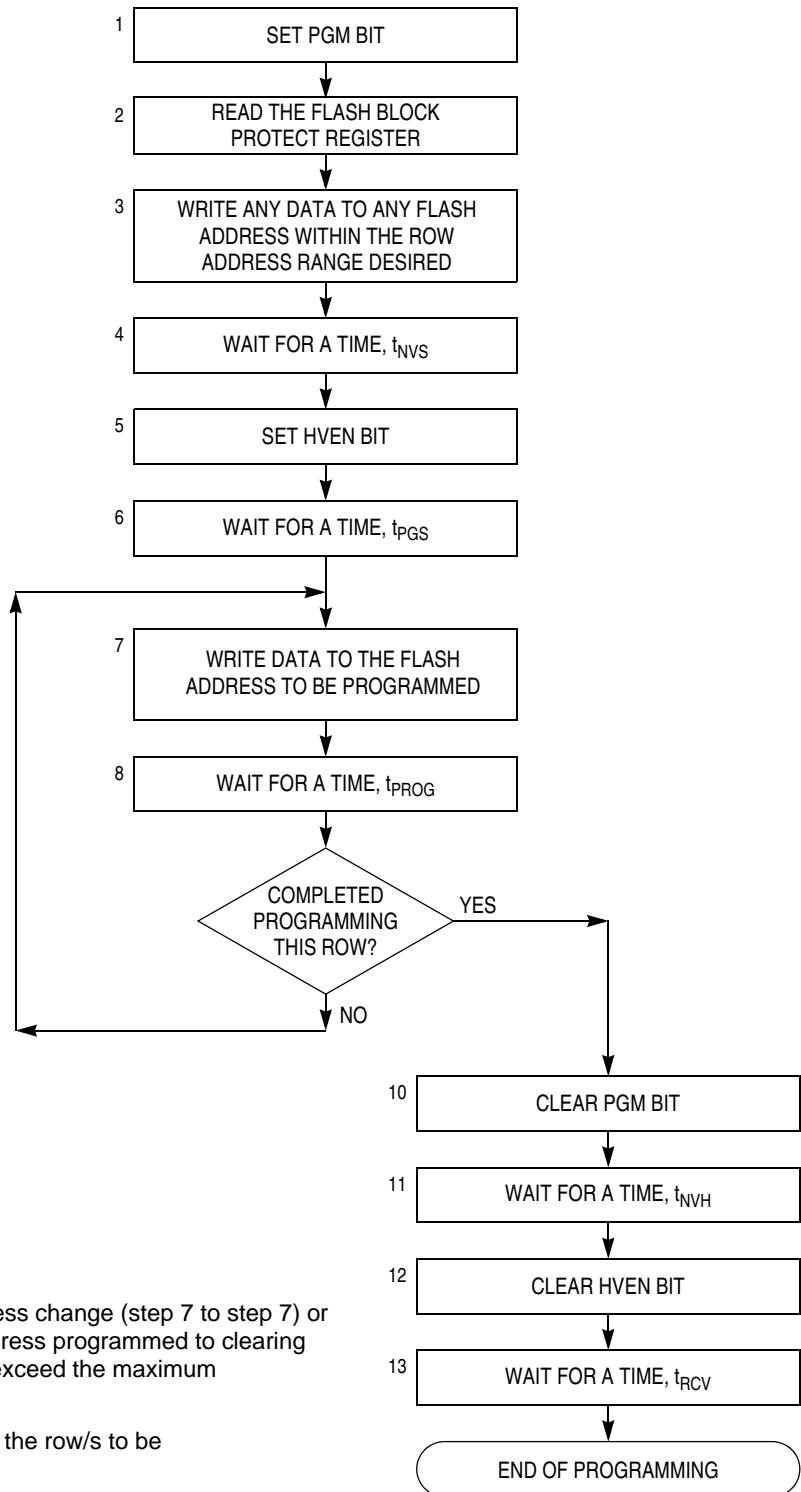 1
SET PGM BIT
2
READ THE FLASH BLOCK
PROTECT REGISTER
3
WRITE ANY DATA TO ANY FLASH
ADDRESS WITHIN THE ROW
ADDRESS RANGE DESIRED
4
WAIT FOR A TIME, tNVS
5
SET HVEN BIT
6
WAIT FOR A TIME, tPGS
7
WRITE DATA TO THE FLASH
ADDRESS TO BE PROGRAMMED
8
WAIT FOR A TIME, tPROG
COMPLETED
PROGRAMMING
THIS ROW?
YES
NO
10
CLEAR PGM BIT
11
WAIT FOR A TIME, tNVH
12
CLEAR HVEN BIT
13
WAIT FOR A TIME, tRCV
END OF PROGRAMMING
ess change (step 7 to step 7) or
ress programmed to clearing
exceed the maximum
the row/s to be